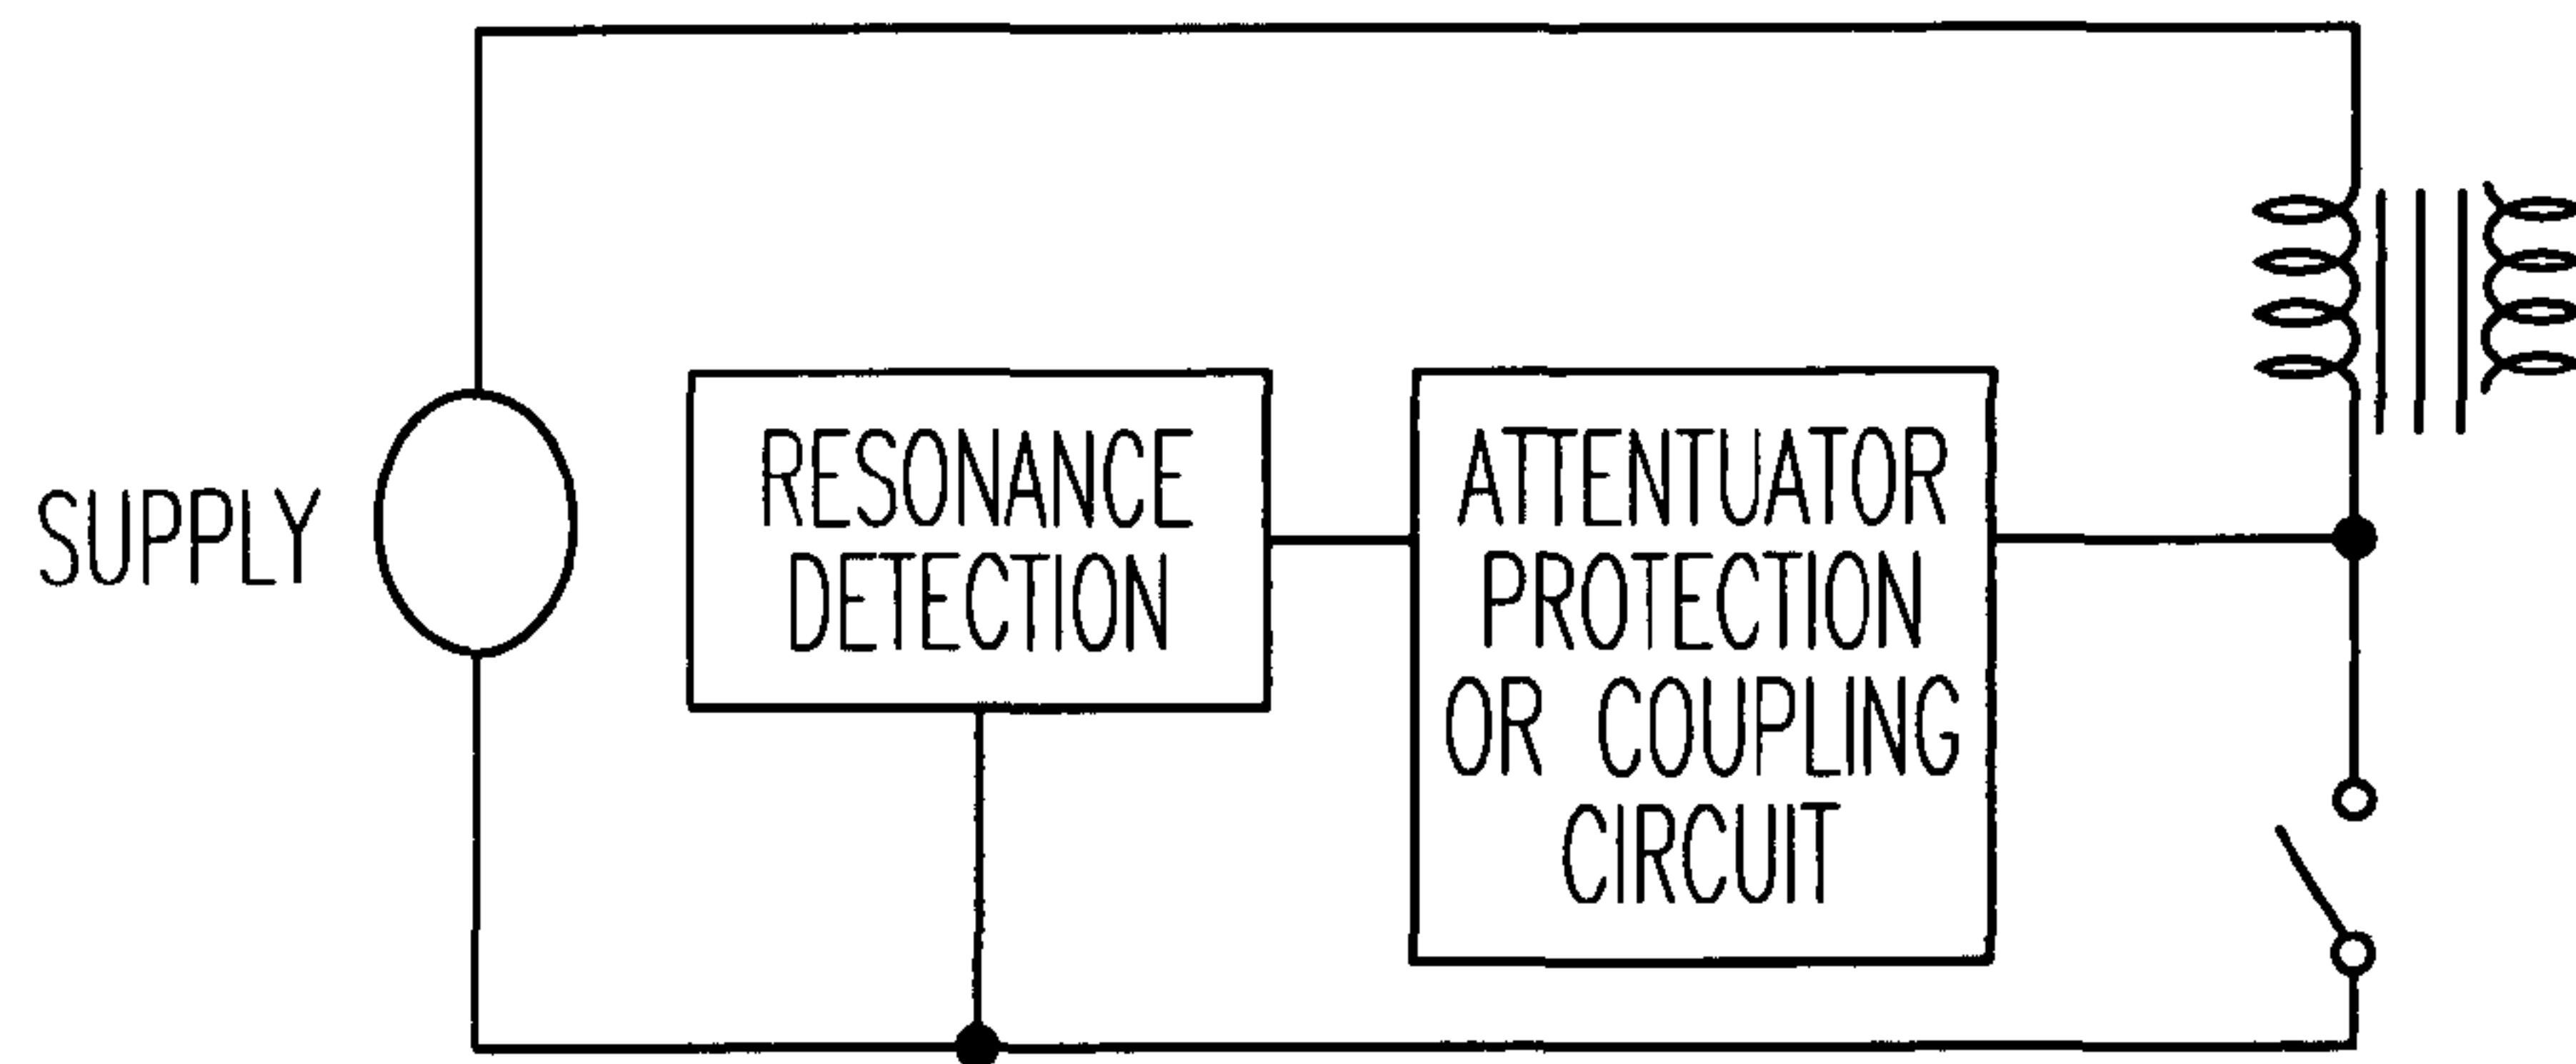 SUPPLY
RESONANCE
DETECTION
ATTENTUATOR
PROTECTION
OR COUPLING
CIRCUIT